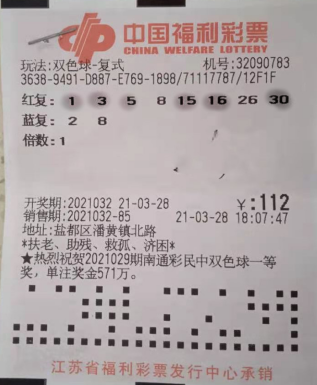 中国福利彩票
CHINA WELFARE LOTTERY
玩法:双色球-复式 机号:32090783
3638-9491-D887-E769-1898/71117787/12F1F
红复: 1 3 5 8 15 16 26 30
蓝复: 2 8
倍数:1
开奖期:2021032 21-03-28 ¥:112
销售期:2021032-85 21-03-28 18:07:47
地址:盐都区潘黄镇北路
*扶老、助残、救孤、济困*
★热烈祝贺2021029期南通彩民中双色球一等
奖,单注奖金571万。
江苏省福利彩票发行中心承销